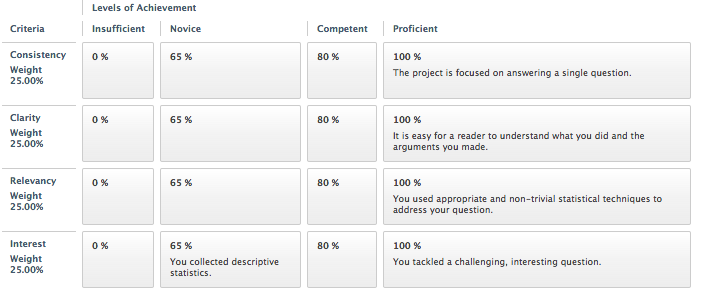 Levels of Achievement
Criteria Insufficient Novice Competent Proficient
Consistency 0 % 65 % 80 % 100 %
Weight The project is focused on answering a single question.
25.00%
Clarity 0 % 65 % 80 % 100 %
Weight It is easy for a reader to understand what you did and the
25.00% arguments you made.
Relevancy 0 % 65 % 80 % 100 %
Weight You used appropriate and non-trivial statistical techniques to
25.00% address your question.
Interest 0 % 65 % 80 % 100 %
Weight You collected descriptive You tackled a challenging, interesting question.
25.00% statistics.